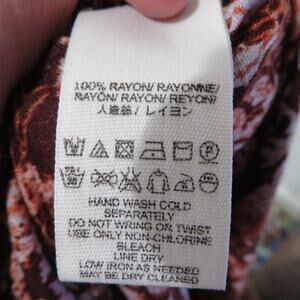 100% RAYON/ RAYONNE/
RAYÓN/ RAYON/ REYON/
人造絲/ レイヨン
HAND WASH COLD
SEPARATELY
DO NOT WRING OR TWIST
USE ONLY NON-CHLORINE
BLEACH
LINE DRY
LOW IRON AS NEEDED
MAY BE DRY CLEANED